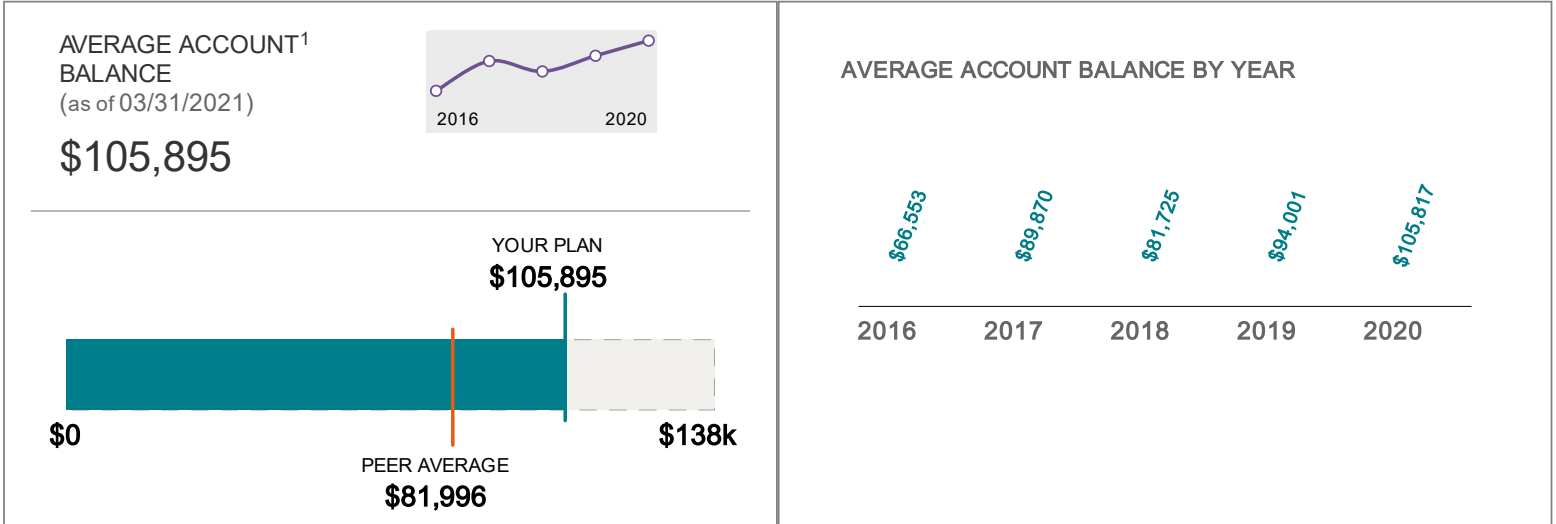 AVERAGE ACCOUNT1
BALANCE
(as of 03/31/2021)
$105,895
2016 2020
YOUR PLAN
$105,895
$0 $138k
PEER AVERAGE
$81,996
AVERAGE ACCOUNT BALANCE BY YEAR
$66,553 $89,870 $81,725 $94,001 $105,817
2016 2017 2018 2019 2020